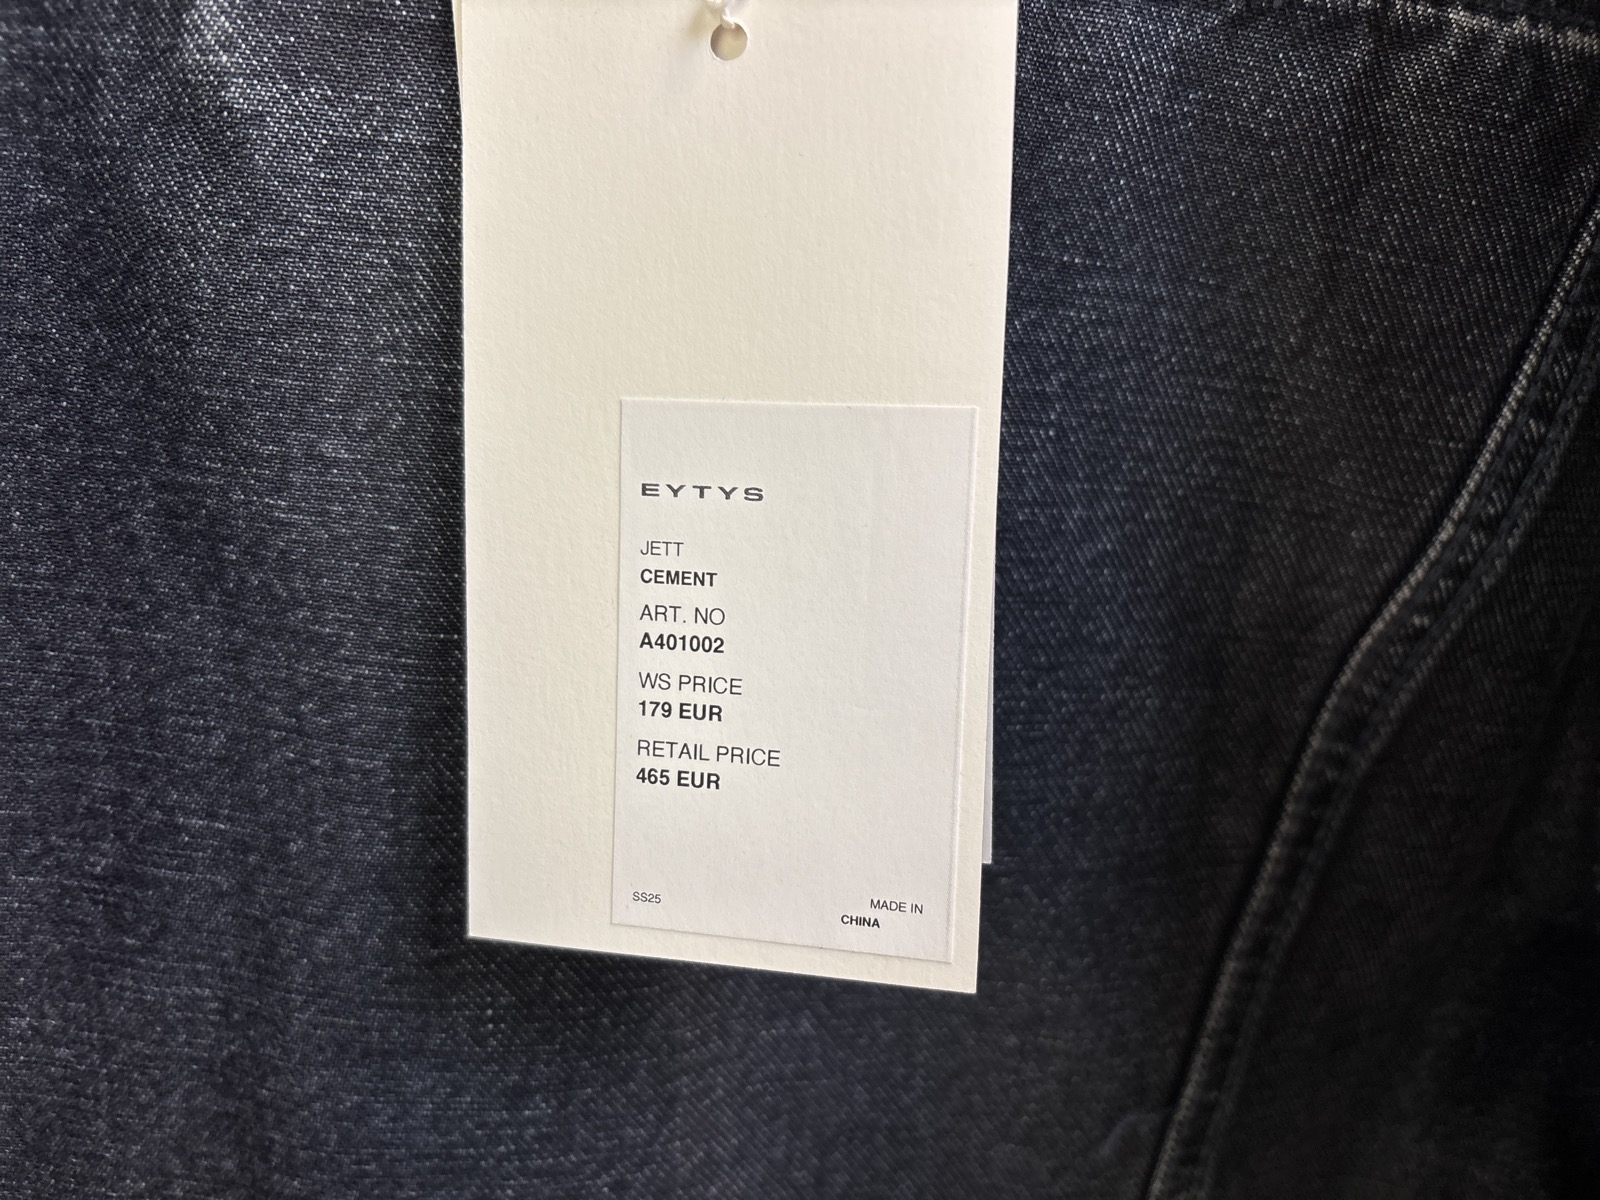 EYTYS
JETT
CEMENT
ART. NO
A401002
WS PRICE
179 EUR
RETAIL PRICE
465 EUR
SS25
MADE IN
CHINA